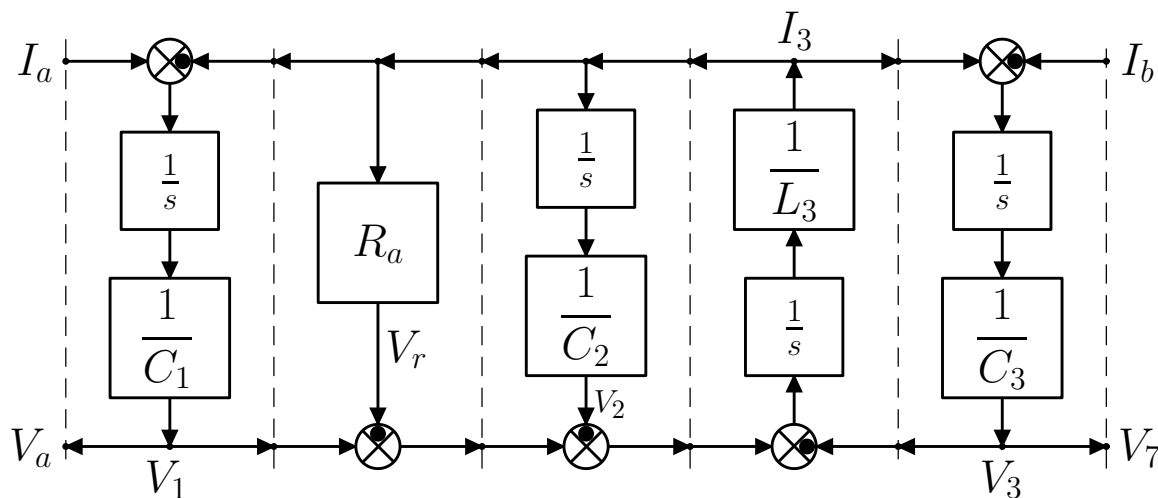 I_3
I_a
I_b
1/s
1/s
1/L_3
1/s
R_a
1/C_1
1/C_2
1/s
1/C_3
V_r
V_2
V_a
V_7
V_1
V_3